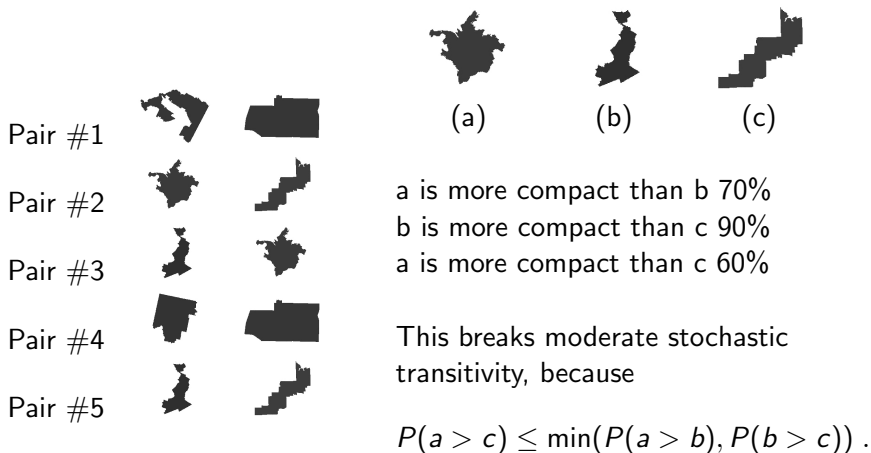 Pair #1
Pair #2
Pair #3
Pair #4
Pair #5
(a) (b) (c)
a is more compact than b 70%
b is more compact than c 90%
a is more compact than c 60%
This breaks moderate stochastic
transitivity, because
P(a > c) ≤ min(P(a > b), P(b > c)) .